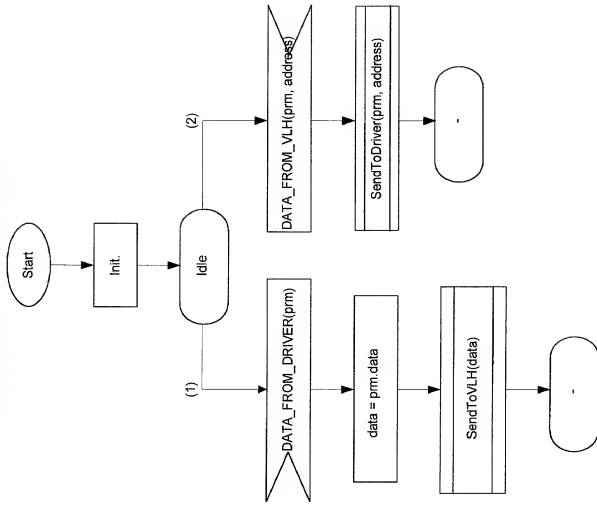 Start
Init.
Idle
(1)
(2)
DATA_FROM_DRIVER(prm)
data = prm.data
SendToVLH(data)
-
DATA_FROM_VLH(prm, address)
SendToDriver(prm, address)
-